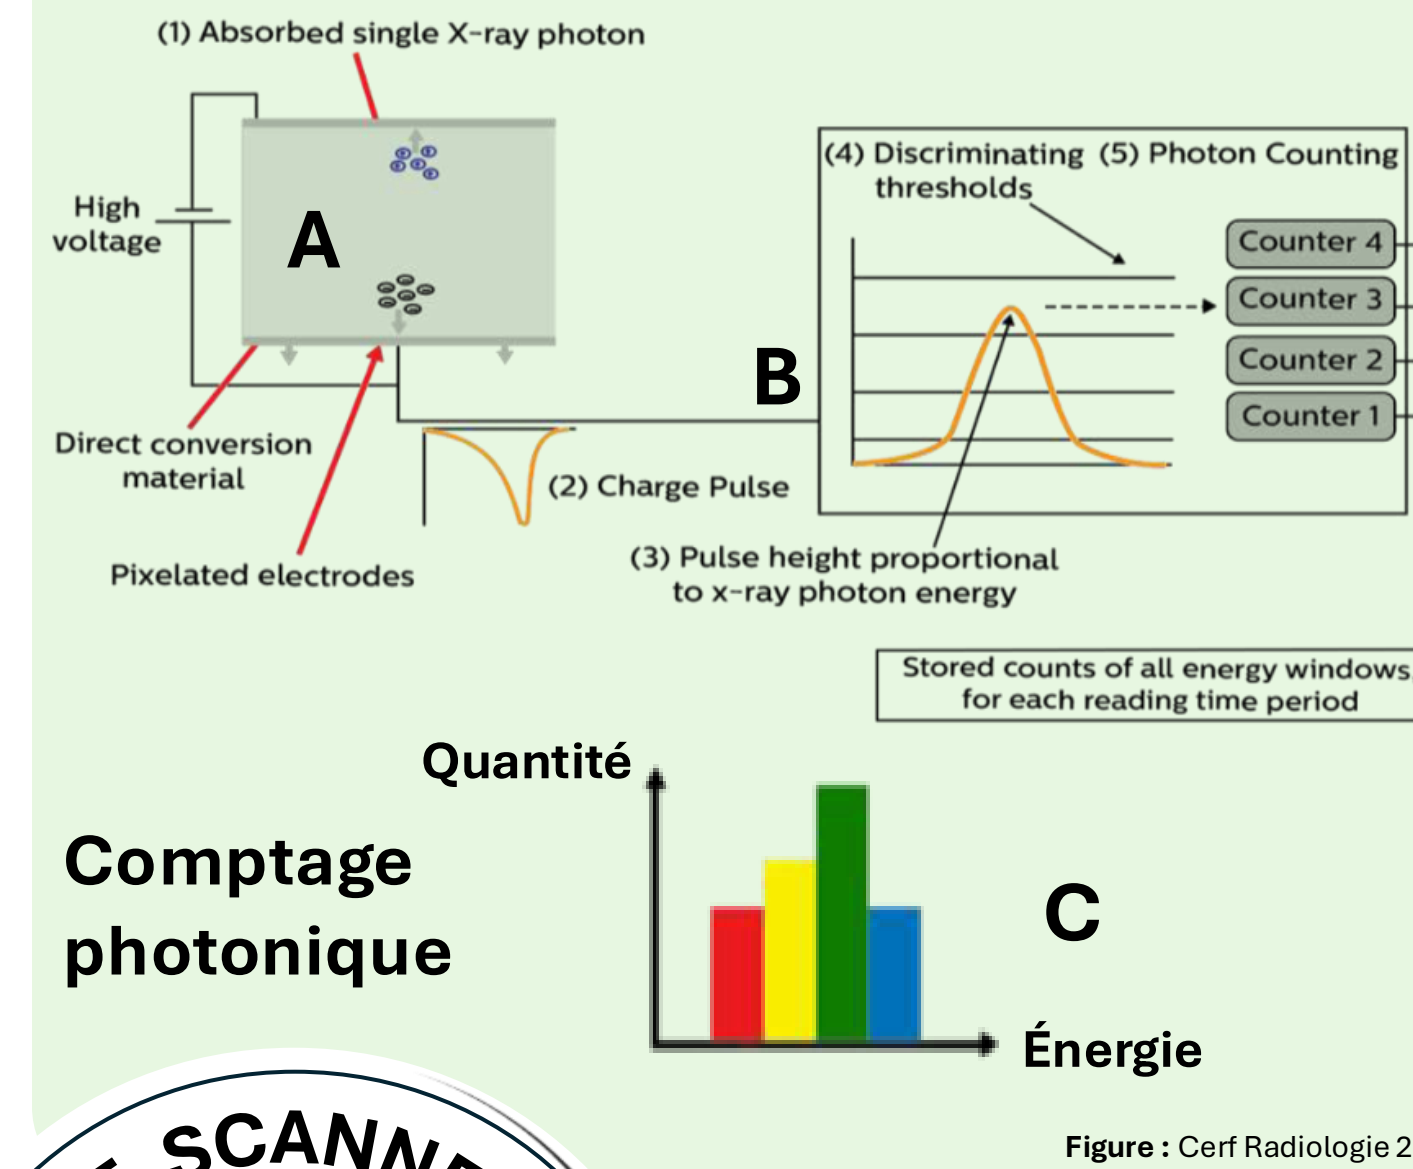 (1) Absorbed single X-ray photon
High
voltage
A
Direct conversion
material
Pixelated electrodes
(2) Charge Pulse
B
(4) Discriminating
thresholds
(5) Photon Counting
Counter 4
Counter 3
Counter 2
Counter 1
(3) Pulse height proportional
to x-ray photon energy
Stored counts of all energy windows
for each reading time period
Quantité
Comptage
photonique
C
Énergie
Figure : Cerf Radiologie 2